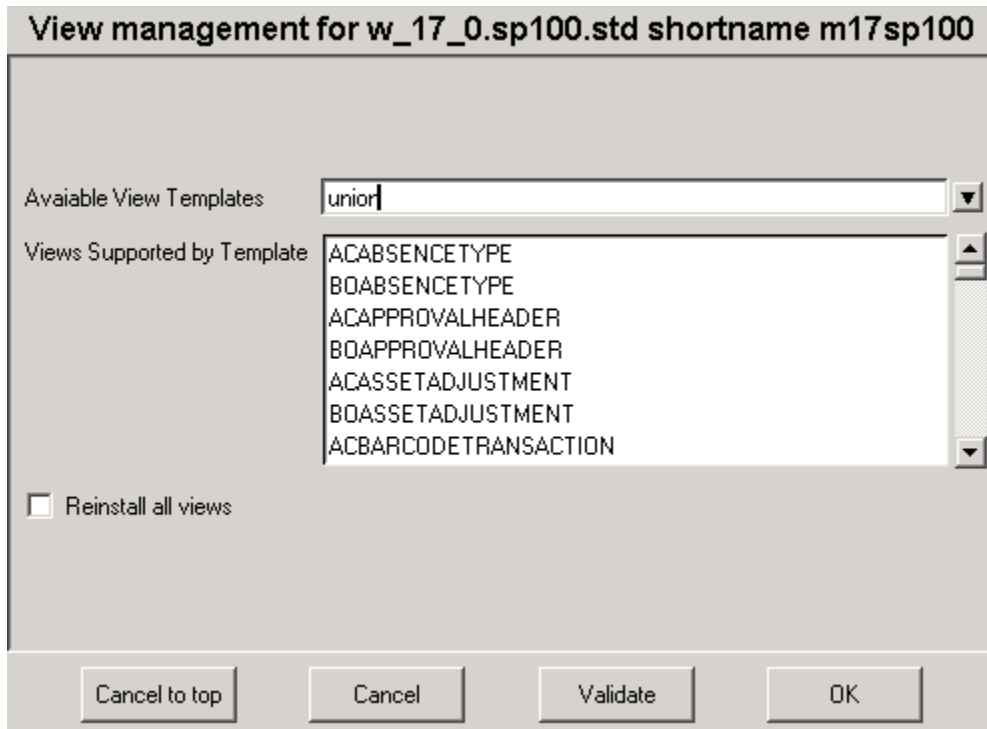 View management for w_17_0.sp100.std shortname m17sp100
Avaiable View Templates
union
Views Supported by Template
ACABSENCETYPE
BOABSENCETYPE
ACAPPROVALHEADER
BOAPPROVALHEADER
ACASSETADJUSTMENT
BOASSETADJUSTMENT
ACBARCODETRANSACTION
Reinstall all views
Cancel to top
Cancel
Validate
OK